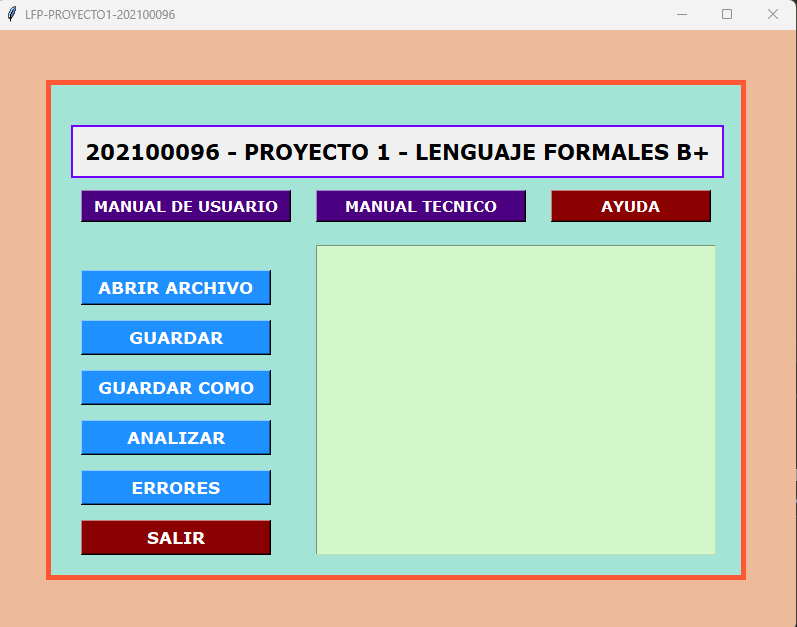 LFP-PROYECTO1-202100096
202100096 - PROYECTO 1 - LENGUAJE FORMALES B+
MANUAL DE USUARIO
MANUAL TECNICO
AYUDA
ABRIR ARCHIVO
GUARDAR
GUARDAR COMO
ANALIZAR
ERRORES
SALIR